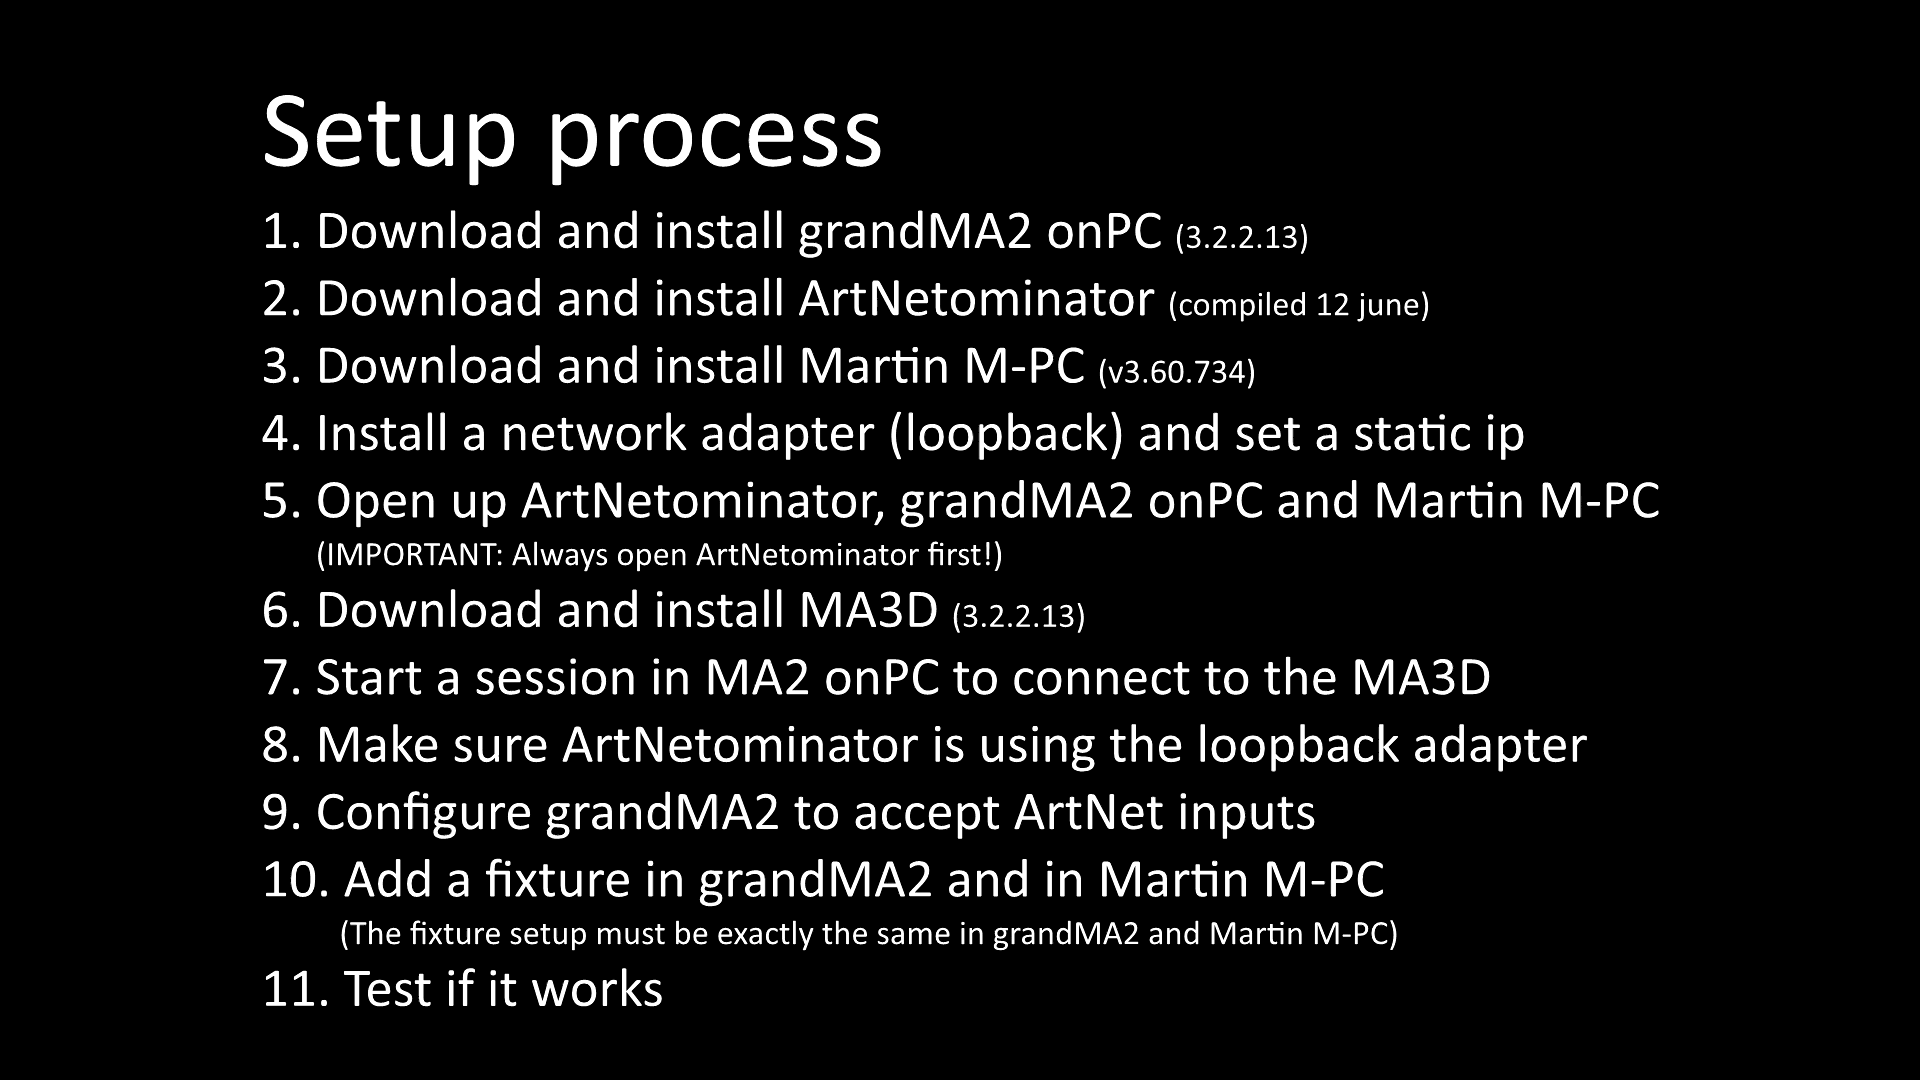 Setup process
1. Download and install grandMA2 onPC (3.2.2.13)
2. Download and install ArtNetominator (compiled 12 june)
3. Download and install Martin M-PC (v3.60.734)
4. Install a network adapter (loopback) and set a static ip
5. Open up ArtNetominator, grandMA2 onPC and Martin M-PC
(IMPORTANT: Always open ArtNetominator first!)
6. Download and install MA3D (3.2.2.13)
7. Start a session in MA2 onPC to connect to the MA3D
8. Make sure ArtNetominator is using the loopback adapter
9. Configure grandMA2 to accept ArtNet inputs
10. Add a fixture in grandMA2 and in Martin M-PC
(The fixture setup must be exactly the same in grandMA2 and Martin M-PC)
11. Test if it works